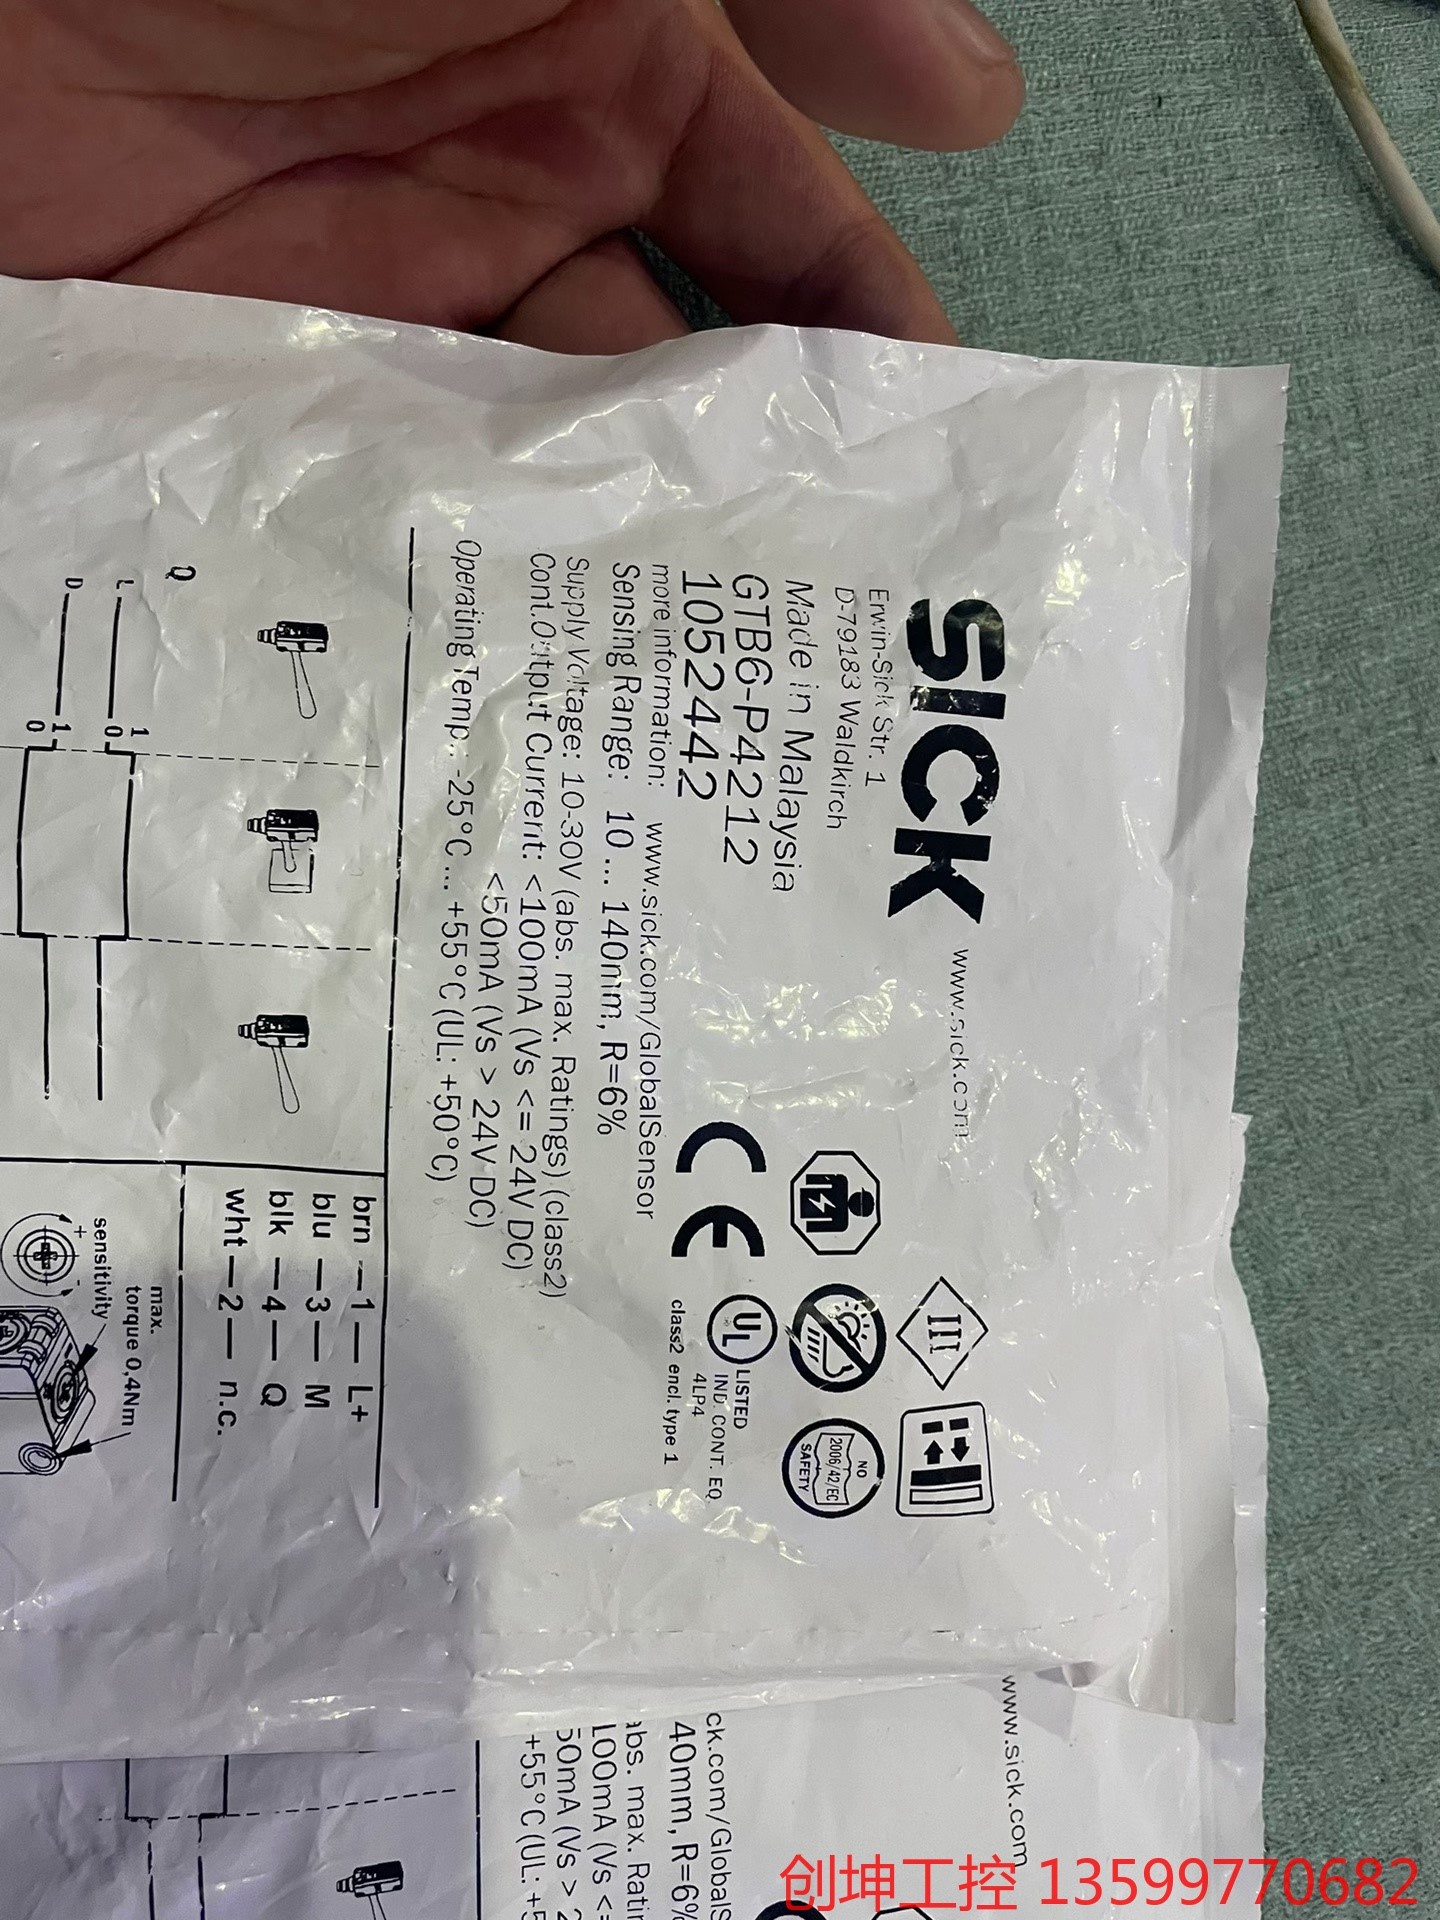 SICK www.sick.com
Erwin-Sick Str. 1
D-79183 Waldkirch
Made in Malaysia
GTB6-P4212
1052442
more information: www.sick.com/GlobalSensor
Sensing Range: 10 ... 140mm, R=6%
Supply Voltage: 10-30V (abs. max. Ratings) (class2)
Cont.Output Current: <100mA (Vs <= 24V DC)
<50mA (Vs > 24V DC)
Operating Temp.: -25°C ... +55°C (UL: +50°C)
III
NO
2006/42/EC
SAFETY
CE
UL LISTED
IND. CONT. EQ.
4LP4
class2 encl. type 1
Q
L
1
0
D
1
0
brn 1 L+
blu 3 M
blk 4 Q
wht 2 n.c.
max.
torque 0,4Nm
sensitivity
+ -
www.sick.com
ck.com/GlobalS
40mm, R=6%
abs. max. Ratin
100mA (Vs <=
50mA (Vs > 2
+55°C (UL: +5
创坤工控 13599770682